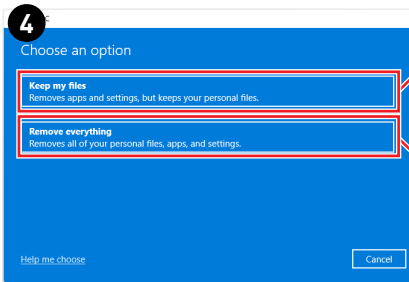 4
Choose an option
Keep my files
Removes apps and settings, but keeps your personal files.
Remove everything
Removes all of your personal files, apps, and settings.
Help me choose
Cancel